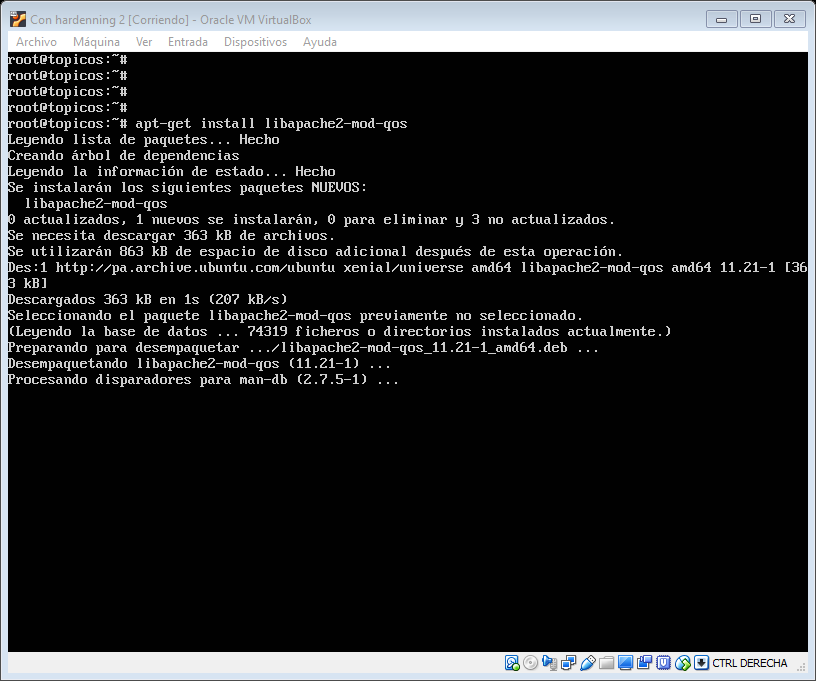 Con hardenning 2 [Corriendo] - Oracle VM VirtualBox
Archivo Máquina Ver Entrada Dispositivos Ayuda
root@topicos:~#
root@topicos:~#
root@topicos:~#
root@topicos:~#
root@topicos:~# apt-get install libapache2-mod-qos
Leyendo lista de paquetes... Hecho
Creando árbol de dependencias
Leyendo la información de estado... Hecho
Se instalarán los siguientes paquetes NUEVOS:
  libapache2-mod-qos
0 actualizados, 1 nuevos se instalarán, 0 para eliminar y 3 no actualizados.
Se necesita descargar 363 kB de archivos.
Se utilizarán 863 kB de espacio de disco adicional después de esta operación.
Des:1 http://pa.archive.ubuntu.com/ubuntu xenial/universe amd64 libapache2-mod-qos amd64 11.21-1 [36
3 kB]
Descargados 363 kB en 1s (207 kB/s)
Seleccionando el paquete libapache2-mod-qos previamente no seleccionado.
(Leyendo la base de datos ... 74319 ficheros o directorios instalados actualmente.)
Preparando para desempaquetar .../libapache2-mod-qos_11.21-1_amd64.deb ...
Desempaquetando libapache2-mod-qos (11.21-1) ...
Procesando disparadores para man-db (2.7.5-1) ...
CTRL DERECHA